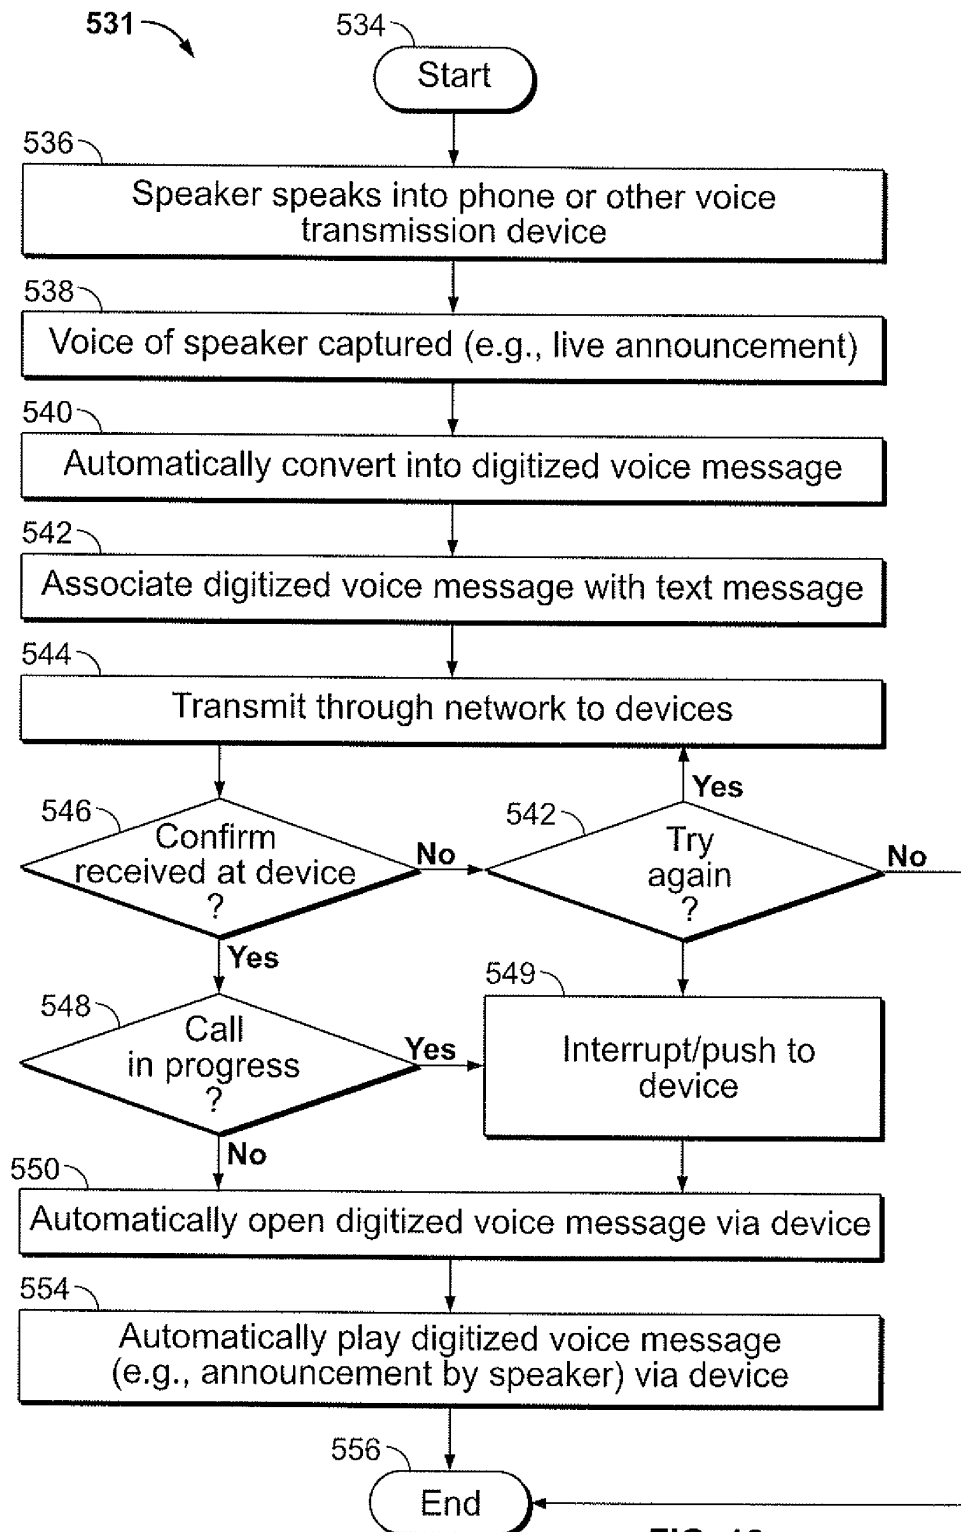 531
534
Start
536
Speaker speaks into phone or other voice
transmission device
538
Voice of speaker captured (e.g., live announcement)
540
Automatically convert into digitized voice message
542
Associate digitized voice message with text message
544
Transmit through network to devices
546
Confirm
received at device
?
No
Yes
542
Try
again
?
Yes
No
548
Call
in progress
?
Yes
No
549
Interrupt/push to
device
550
Automatically open digitized voice message via device
554
Automatically play digitized voice message
(e.g., announcement by speaker) via device
556
End